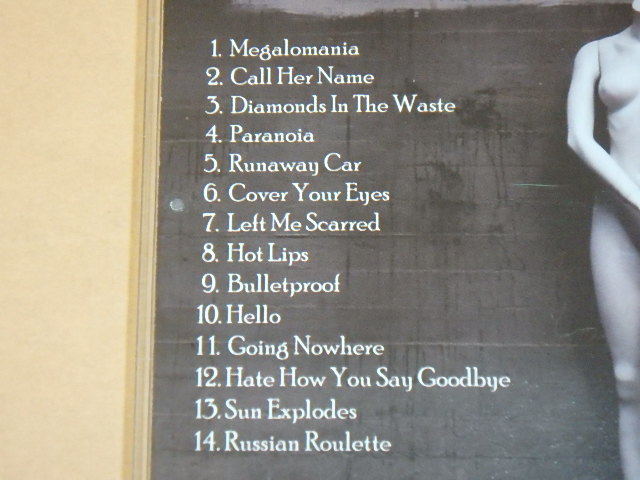 1. Megalomania
2. Call Her Name
3. Diamonds In The Waste
4. Paranoia
5. Runaway Car
6. Cover Your Eyes
7. Left Me Scarred
8. Hot Lips
9. Bulletproof
10. Hello
11. Going Nowhere
12. Hate How You Say Goodbye
13. Sun Explodes
14. Russian Roulette